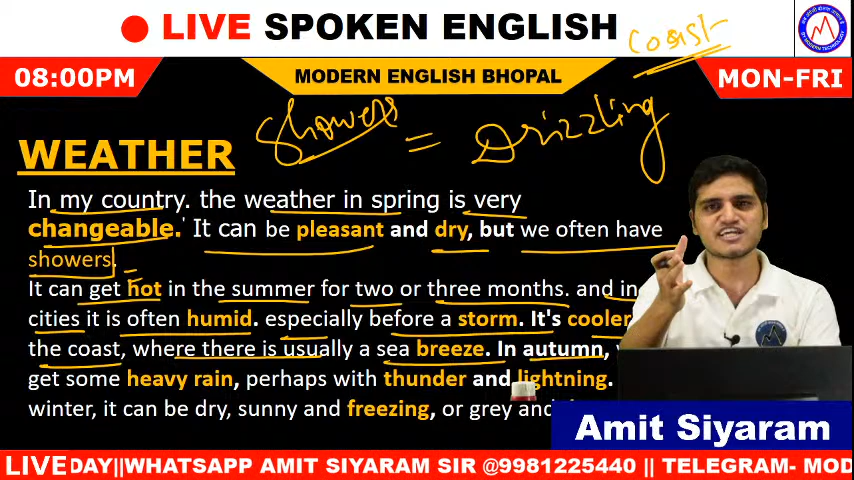 LIVE SPOKEN ENGLISH
coast
08:00PM
MODERN ENGLISH BHOPAL
MON-FRI
Showers = Drizzling
WEATHER
In my country. the weather in spring is very
changeable.' It can be pleasant and dry, but we often have
showers.
It can get hot in the summer for two or three months. and in
cities it is often humid. especially before a storm. It's cooler
the coast, where there is usually a sea breeze. In autumn,
get some heavy rain, perhaps with thunder and lightning.
winter, it can be dry, sunny and freezing, or grey and
Amit Siyaram
LIVE DAY||WHATSAPP AMIT SIYARAM SIR @9981225440 || TELEGRAM- MOD